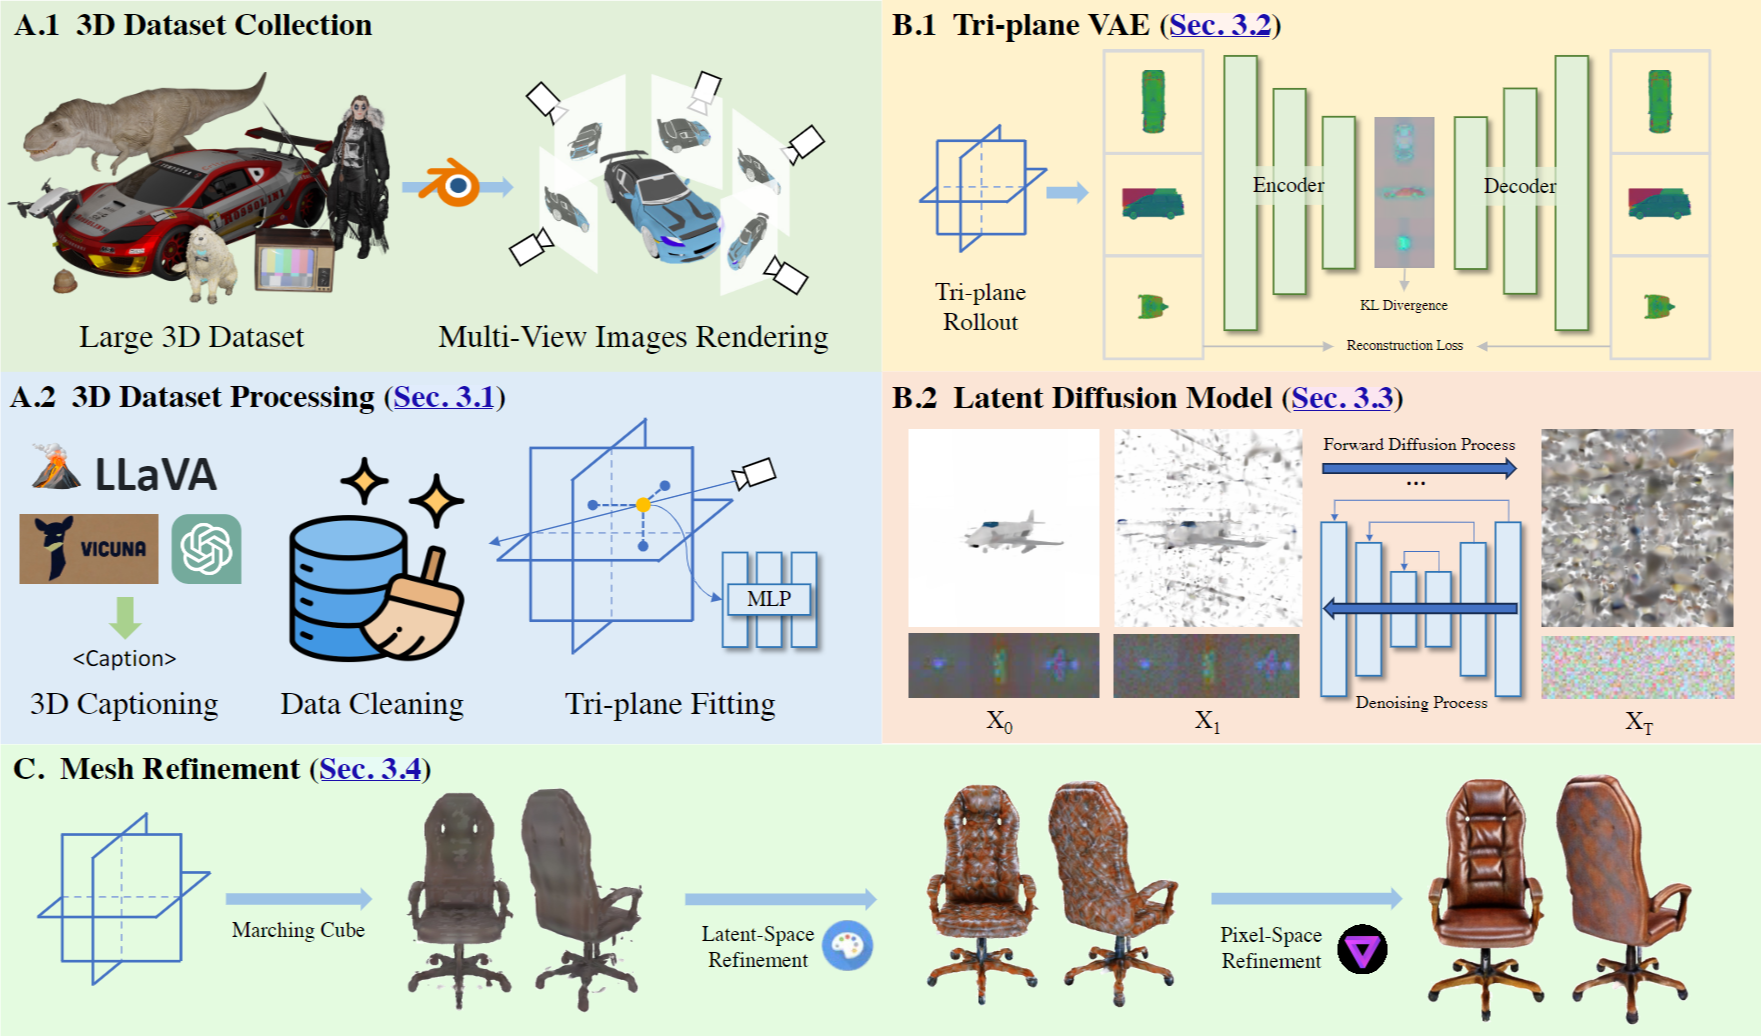 A.1 3D Dataset Collection
Large 3D Dataset
Multi-View Images Rendering
B.1 Tri-plane VAE (Sec. 3.2)
Tri-plane
Rollout
Encoder
Decoder
KL Divergence
Reconstruction Loss
A.2 3D Dataset Processing (Sec. 3.1)
LLaVA
VICUNA
<Caption>
3D Captioning
Data Cleaning
MLP
Tri-plane Fitting
B.2 Latent Diffusion Model (Sec. 3.3)
Forward Diffusion Process
...
Denoising Process
X0
X1
XT
C. Mesh Refinement (Sec. 3.4)
Marching Cube
Latent-Space
Refinement
Pixel-Space
Refinement